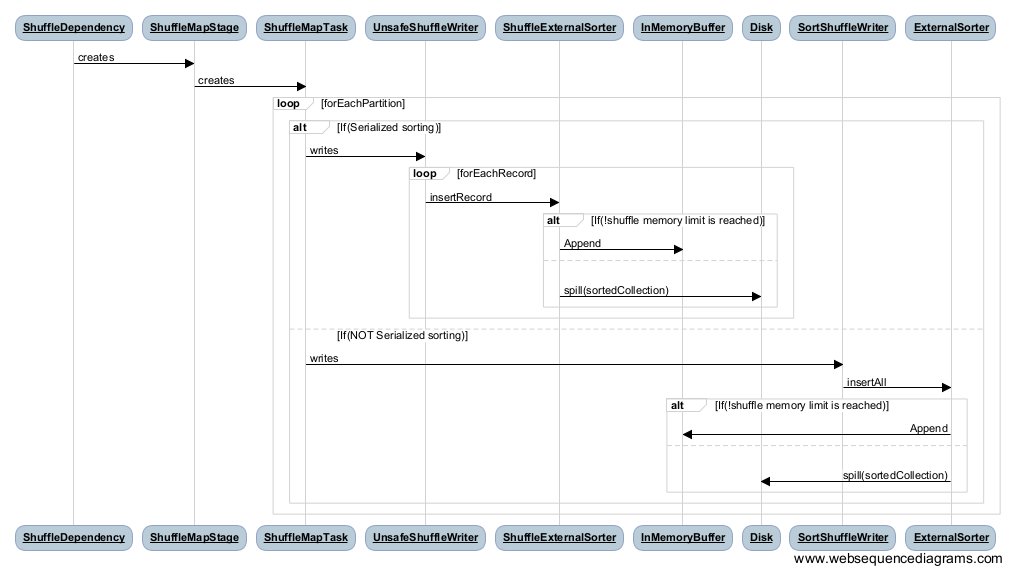 ShuffleDependency ShuffleMapStage ShuffleMapTask UnsafeShuffleWriter ShuffleExternalSorter InMemoryBuffer Disk SortShuffleWriter ExternalSorter
creates
creates
loop [forEachPartition]
alt [If(Serialized sorting)]
writes
loop [forEachRecord]
insertRecord
alt [If(!shuffle memory limit is reached)]
Append
spill(sortedCollection)
[If(NOT Serialized sorting)]
writes
insertAll
alt [If(!shuffle memory limit is reached)]
Append
spill(sortedCollection)
ShuffleDependency ShuffleMapStage ShuffleMapTask UnsafeShuffleWriter ShuffleExternalSorter InMemoryBuffer Disk SortShuffleWriter ExternalSorter
www.websequencediagrams.com